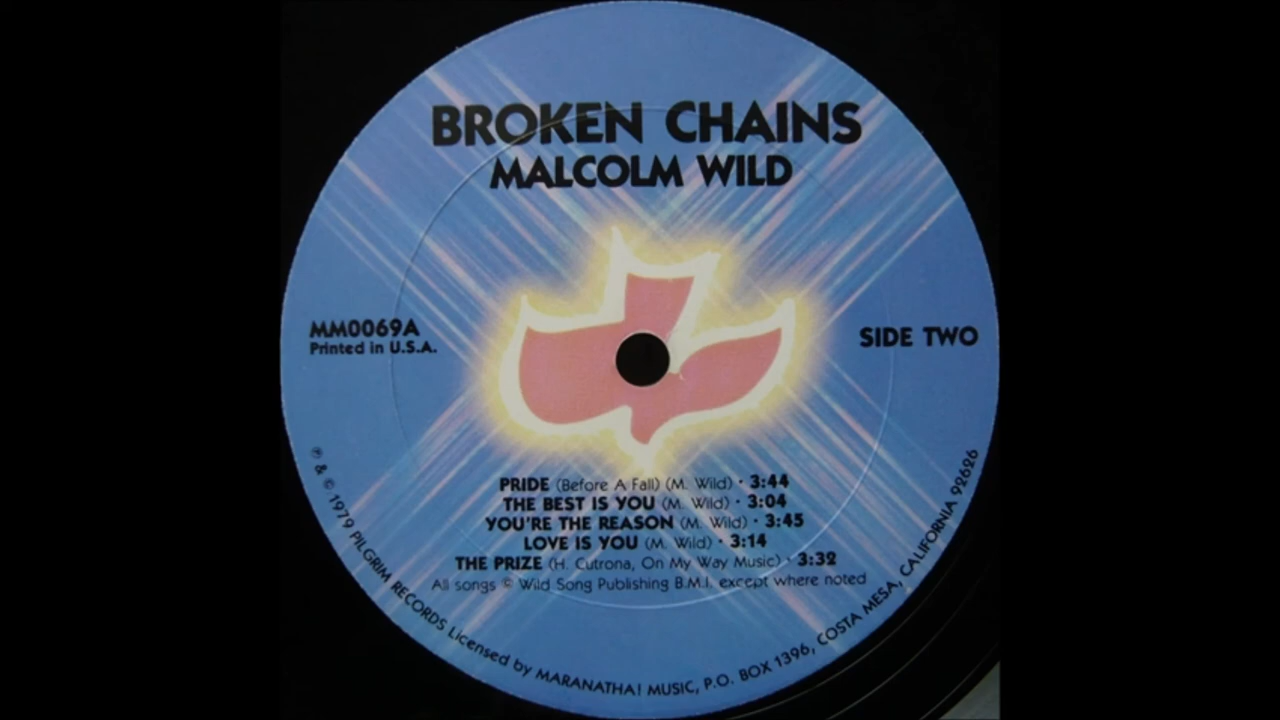 BROKEN CHAINS
MALCOLM WILD
MM0069A
Printed in U.S.A.
SIDE TWO
PRIDE (Before A Fall) (M. Wild) · 3:44
THE BEST IS YOU (M. Wild) · 3:04
YOU'RE THE REASON (M. Wild) · 3:45
LOVE IS YOU (M. Wild) · 3:14
THE PRIZE (H. Cutrona, On My Way Music) · 3:32
All songs © Wild Song Publishing B.M.I. except where noted
℗ & © 1979 PILGRIM RECORDS Licensed by MARANATHA! MUSIC, P.O. BOX 1396, COSTA MESA, CALIFORNIA 92626